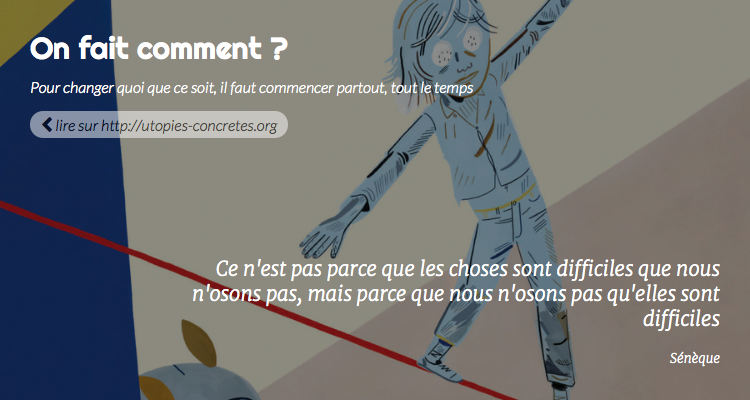 On fait comment ?
Pour changer quoi que ce soit, il faut commencer partout, tout le temps
lire sur http://utopies-concretes.org
Ce n'est pas parce que les choses sont difficiles que nous
n'osons pas, mais parce que nous n'osons pas qu'elles sont
difficiles
Sénèque